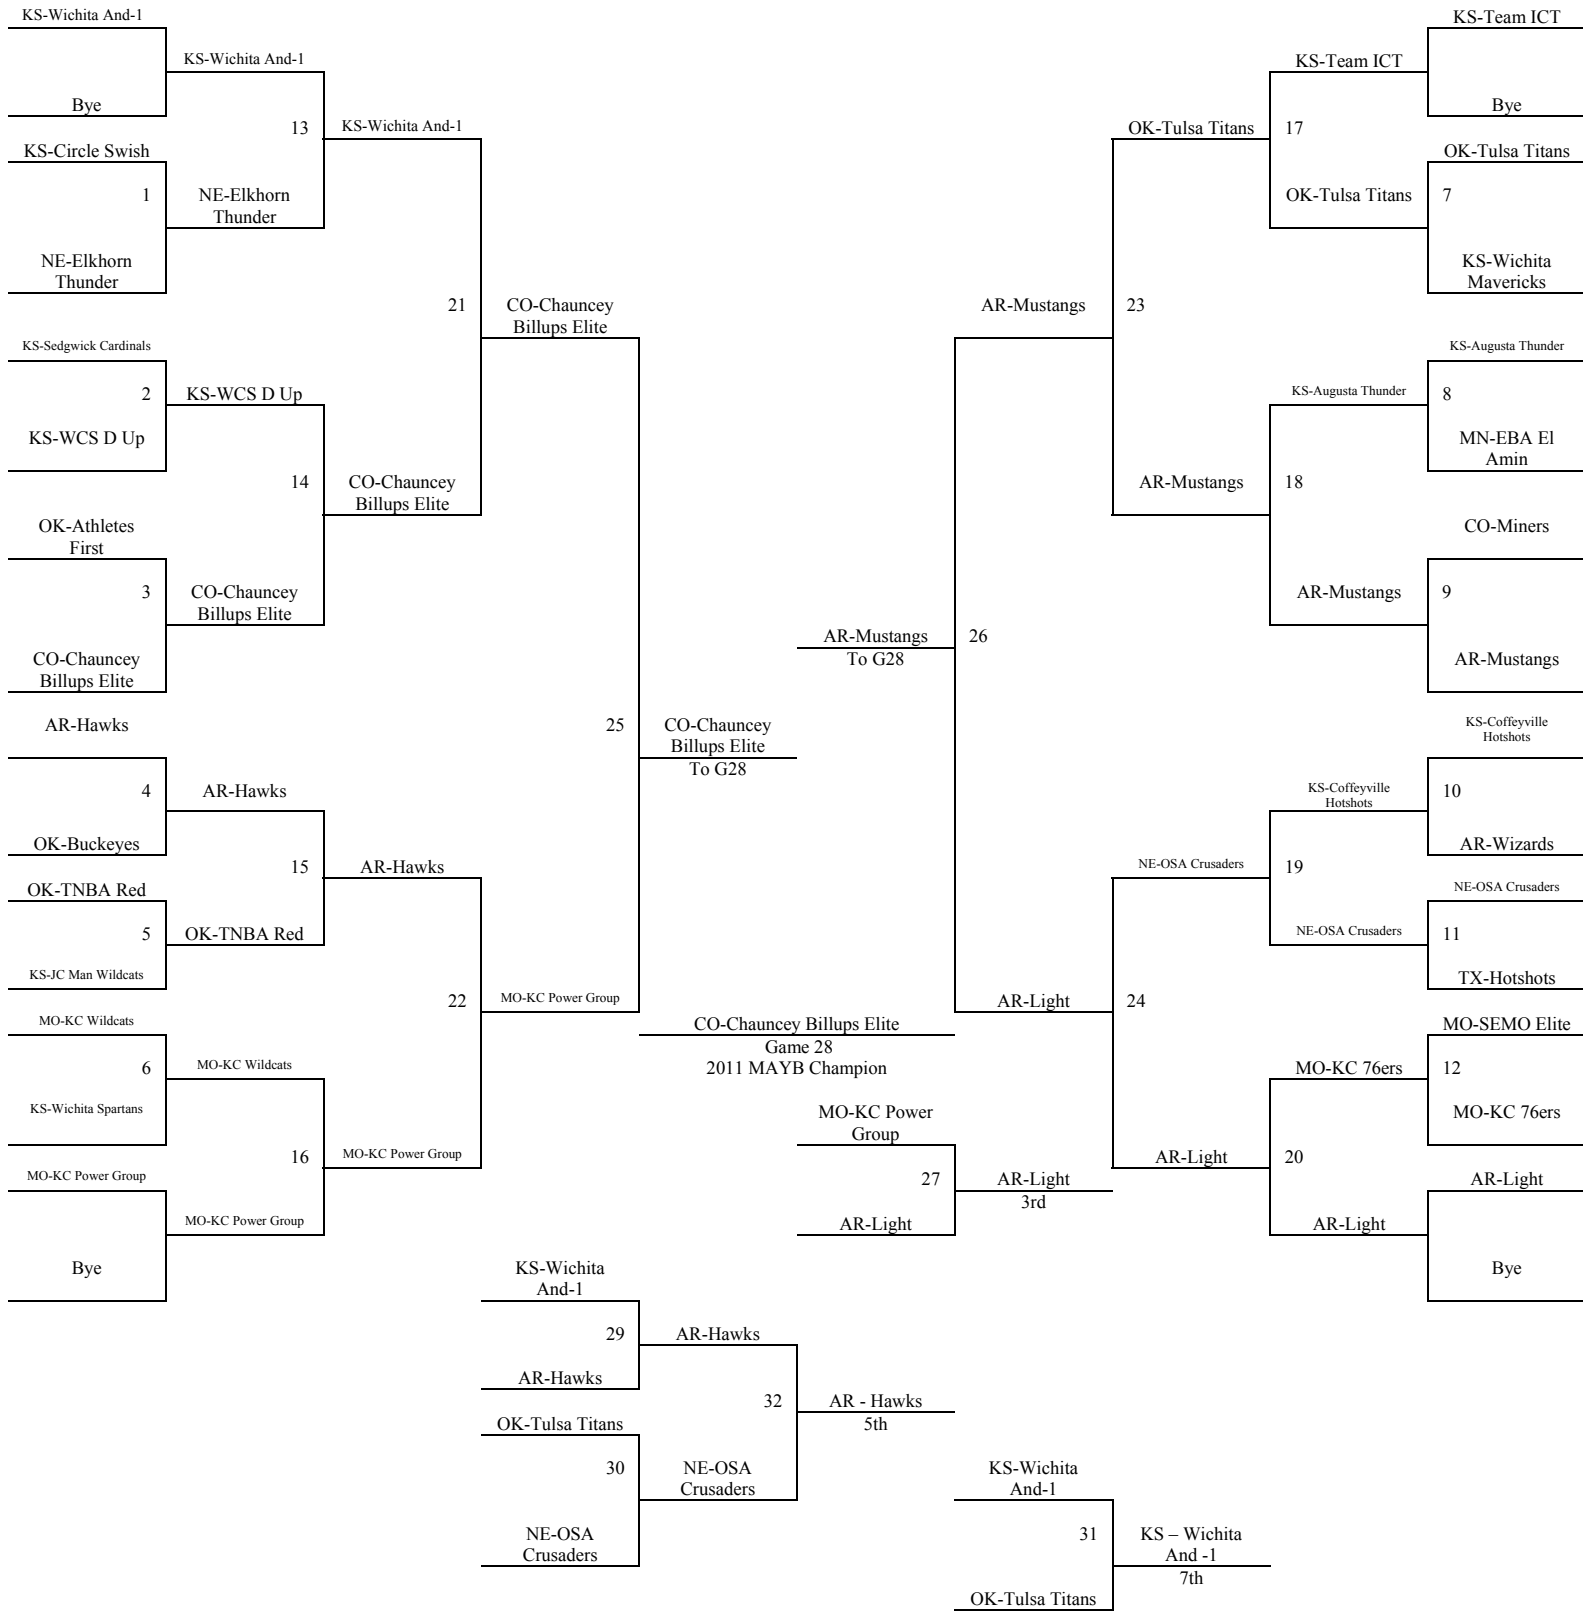 KS-Wichita And-1
Bye
KS-Circle Swish
1
NE-Elkhorn
Thunder
KS-Sedgwick Cardinals
2
KS-WCS D Up
OK-Athletes
First
3
CO-Chauncey
Billups Elite
AR-Hawks
4
OK-Buckeyes
OK-TNBA Red
5
KS-JC Man Wildcats
MO-KC Wildcats
6
KS-Wichita Spartans
MO-KC Power Group
Bye
KS-Wichita And-1
13
NE-Elkhorn
Thunder
KS-WCS D Up
14
CO-Chauncey
Billups Elite
AR-Hawks
15
OK-TNBA Red
MO-KC Wildcats
16
MO-KC Power Group
KS-Wichita And-1
21
CO-Chauncey
Billups Elite
AR-Hawks
22
MO-KC Power Group
CO-Chauncey
Billups Elite
25
MO-KC Power Group
CO-Chauncey
Billups Elite
To G28
AR-Mustangs
To G28
26
CO-Chauncey Billups Elite
Game 28
2011 MAYB Champion
MO-KC Power
Group
27
AR-Light
AR-Light
3rd
AR-Mustangs
AR-Light
OK-Tulsa Titans
23
AR-Mustangs
NE-OSA Crusaders
24
AR-Light
KS-Team ICT
17
OK-Tulsa Titans
KS-Augusta Thunder
18
AR-Mustangs
KS-Coffeyville
Hotshots
19
NE-OSA Crusaders
MO-KC 76ers
20
AR-Light
KS-Team ICT
Bye
OK-Tulsa Titans
7
KS-Wichita
Mavericks
KS-Augusta Thunder
8
MN-EBA El
Amin
CO-Miners
9
AR-Mustangs
KS-Coffeyville
Hotshots
10
AR-Wizards
NE-OSA Crusaders
11
TX-Hotshots
MO-SEMO Elite
12
MO-KC 76ers
AR-Light
Bye
KS-Wichita
And-1
29
AR-Hawks
OK-Tulsa Titans
30
NE-OSA
Crusaders
AR-Hawks
32
NE-OSA
Crusaders
AR - Hawks
5th
KS-Wichita
And-1
31
OK-Tulsa Titans
KS – Wichita
And -1
7th